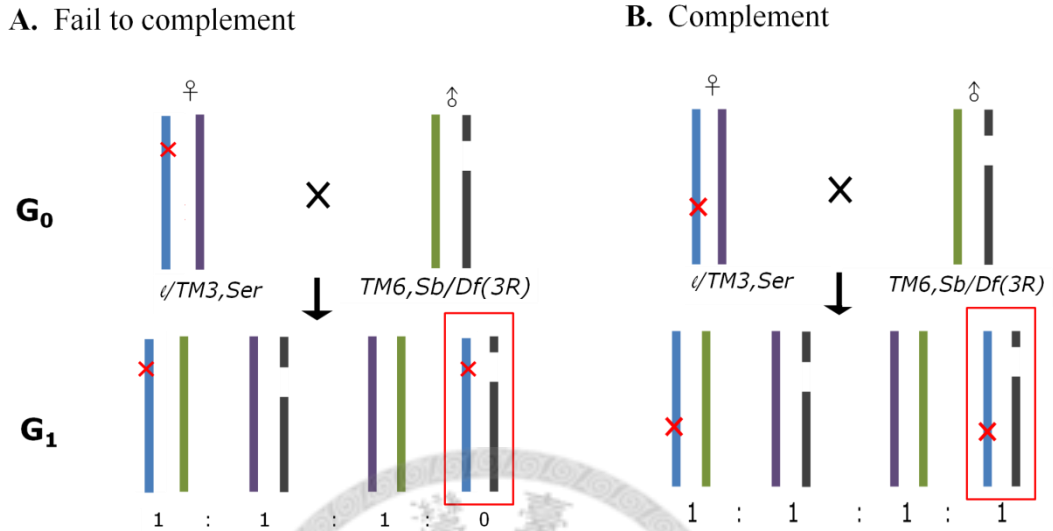 A. Fail to complement
B. Complement
♀
♂
♀
♂
G0
ℓ/TM3,Ser
TM6,Sb/Df(3R)
ℓ/TM3,Ser
TM6,Sb/Df(3R)
G1
1 : 1 : 1 : 0
1 : 1 : 1 : 1